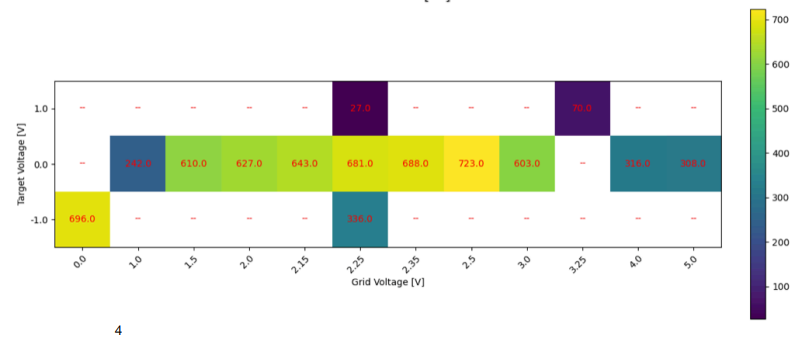 700
600
500
400
300
200
100
Target Voltage [V]
1.0 -- -- -- -- -- 27.0 -- -- -- 70.0 -- --
0.0 -- 242.0 610.0 627.0 643.0 681.0 688.0 723.0 603.0 -- 316.0 308.0
-1.0 696.0 -- -- -- -- 336.0 -- -- -- -- -- --
0.0 1.0 1.5 2.0 2.15 2.25 2.35 2.5 3.0 3.25 4.0 5.0
Grid Voltage [V]
4